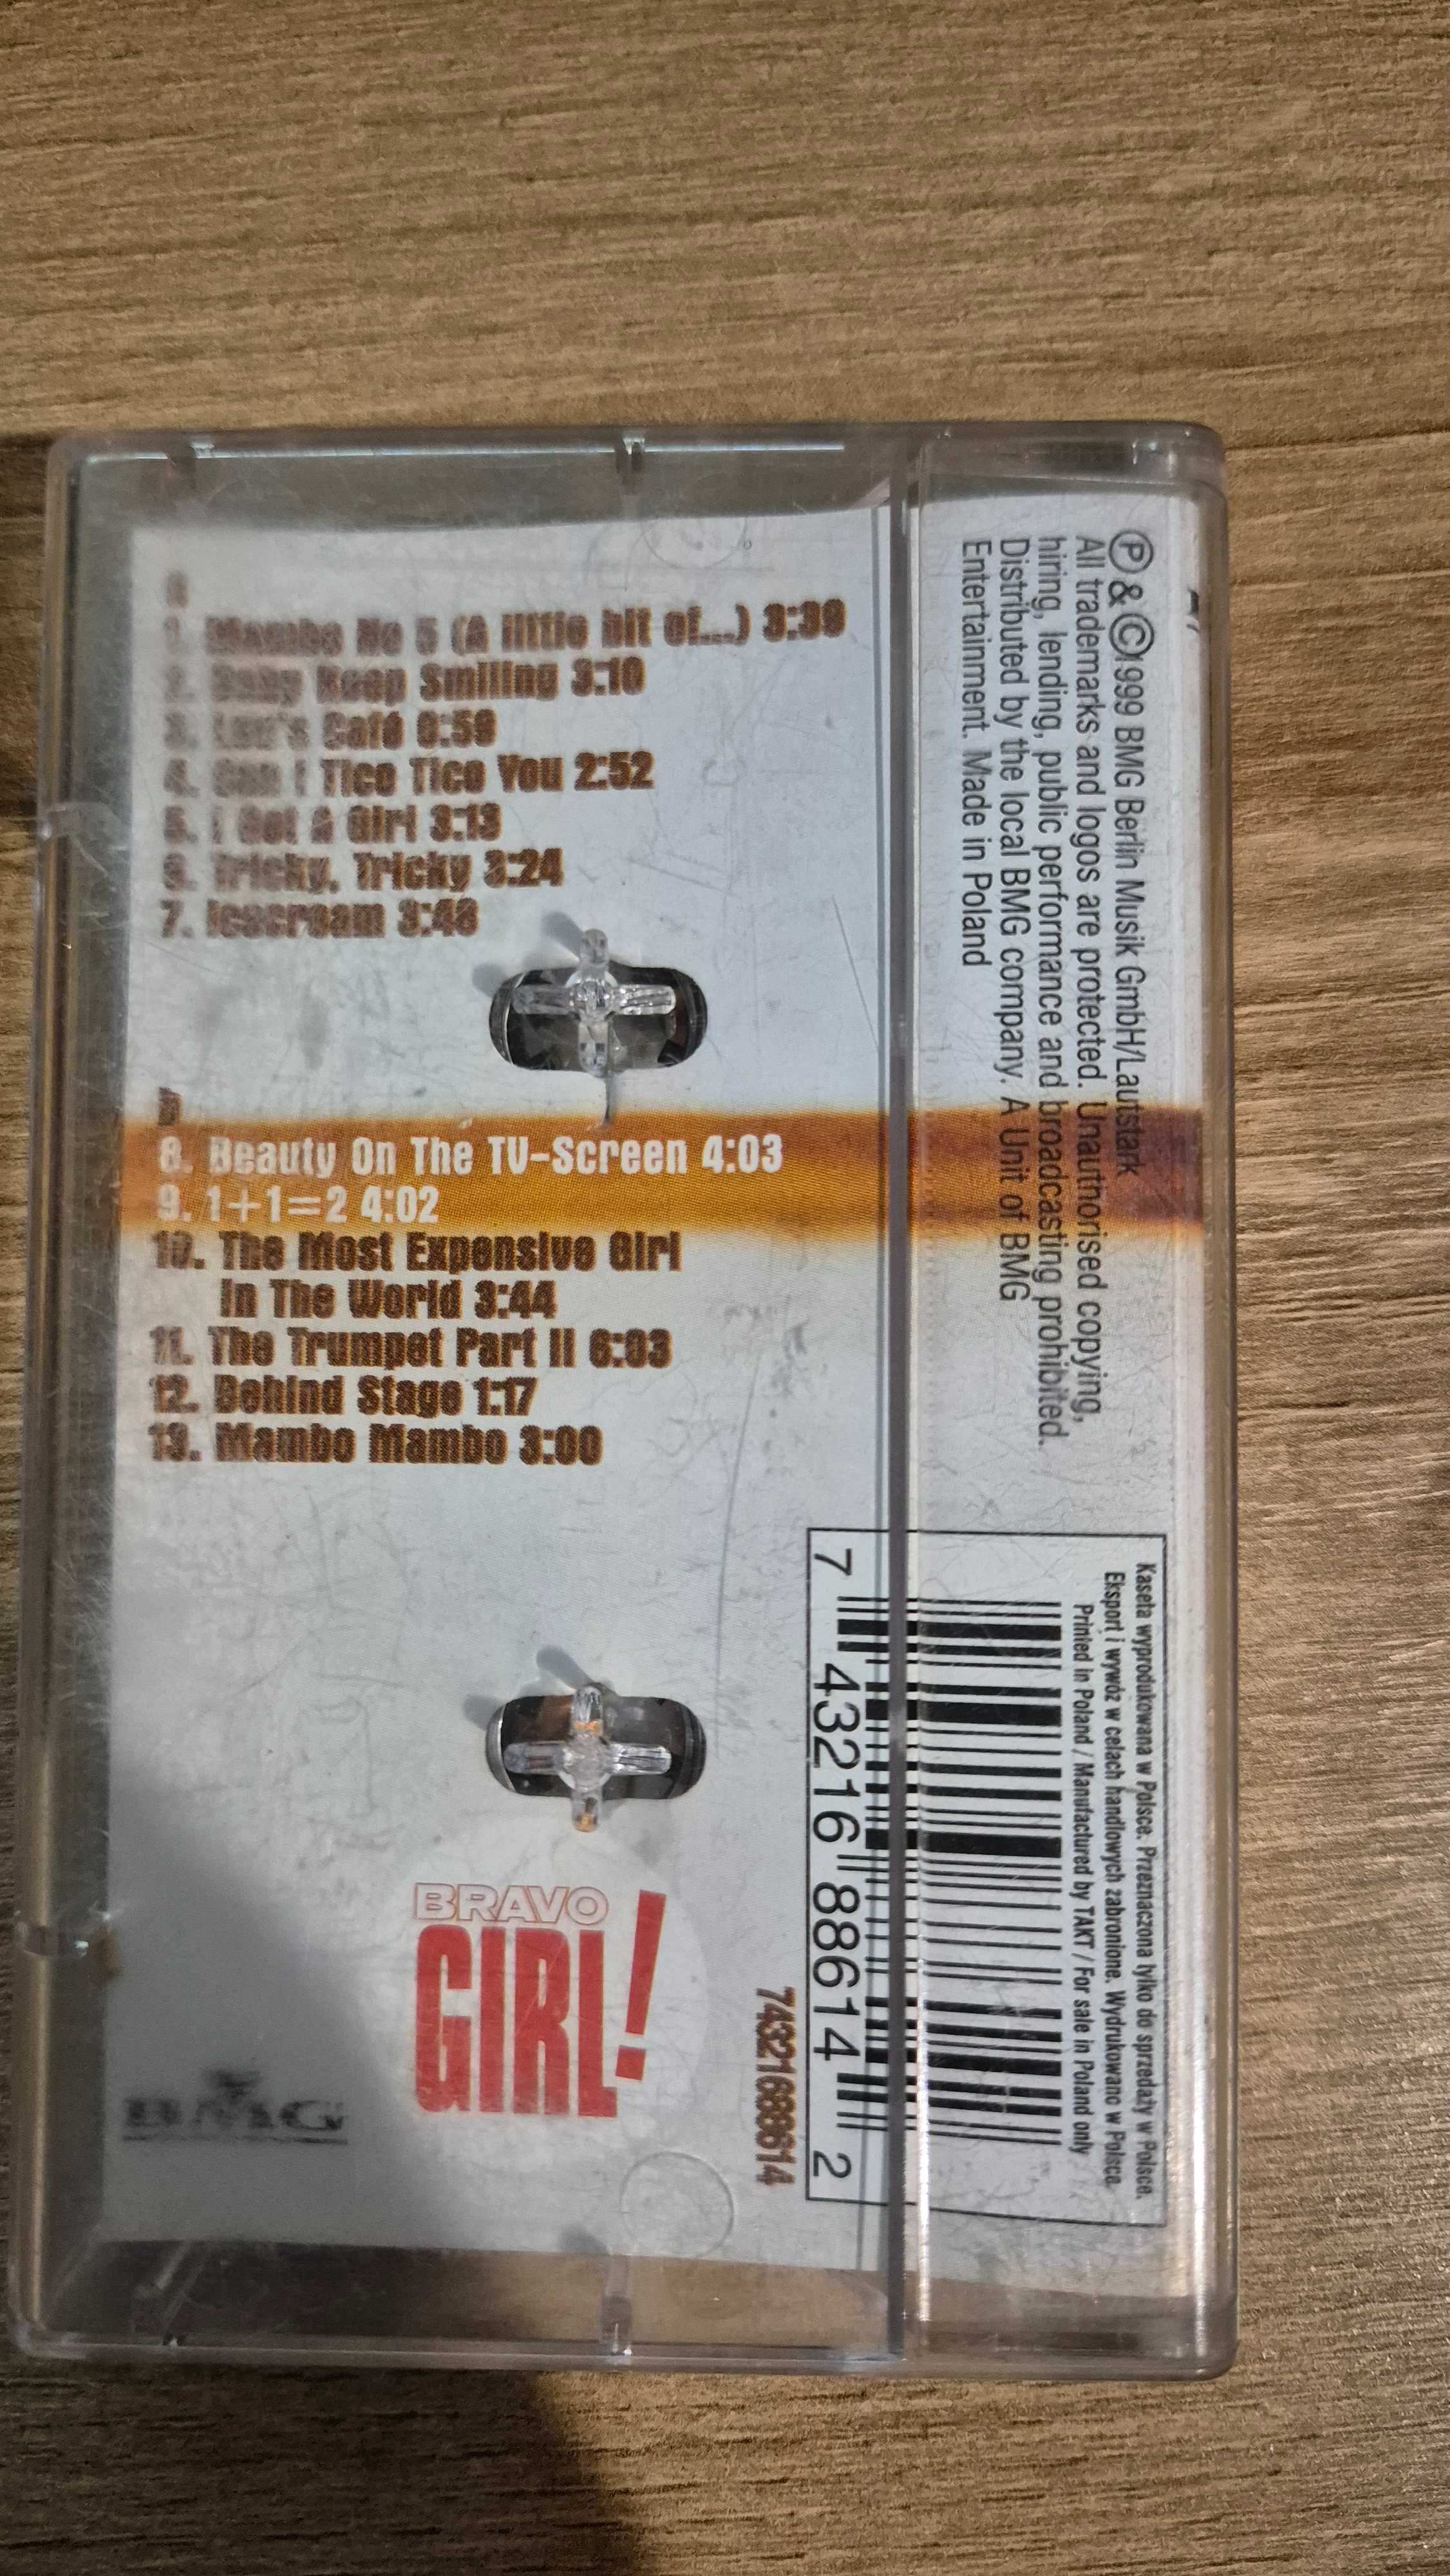 1. Mambo No 5 (A little bit of...) 3:39
2. Baby Keep Smiling 3:10
3. Lou's Café 0:59
4. Can I Tico Tico You 2:52
5. I Got A Girl 3:13
6. Tricky, Tricky 3:24
7. Icecream 3:48
8. Beauty On The TV-Screen 4:03
9. 1+1=2 4:02
10. The Most Expensive Girl
In The World 3:44
11. The Trumpet Part II 6:03
12. Behind Stage 1:17
13. Mambo Mambo 3:00
BRAVO
GIRL!
BMG
74321688614
7 43216 88614 2
Ⓟ & ©1999 BMG Berlin Musik GmbH/Lautstark
All trademarks and logos are protected. Unauthorised copying,
hiring, lending, public performance and broadcasting prohibited.
Distributed by the local BMG company. A Unit of BMG
Entertainment. Made in Poland
Kaseta wyprodukowana w Polsce. Przeznaczona tylko do sprzedaży w Polsce.
Eksport i wywóz w celach handlowych zabronione. Wydrukowano w Polsce.
Printed in Poland / Manufactured by TAKT / For sale in Poland only